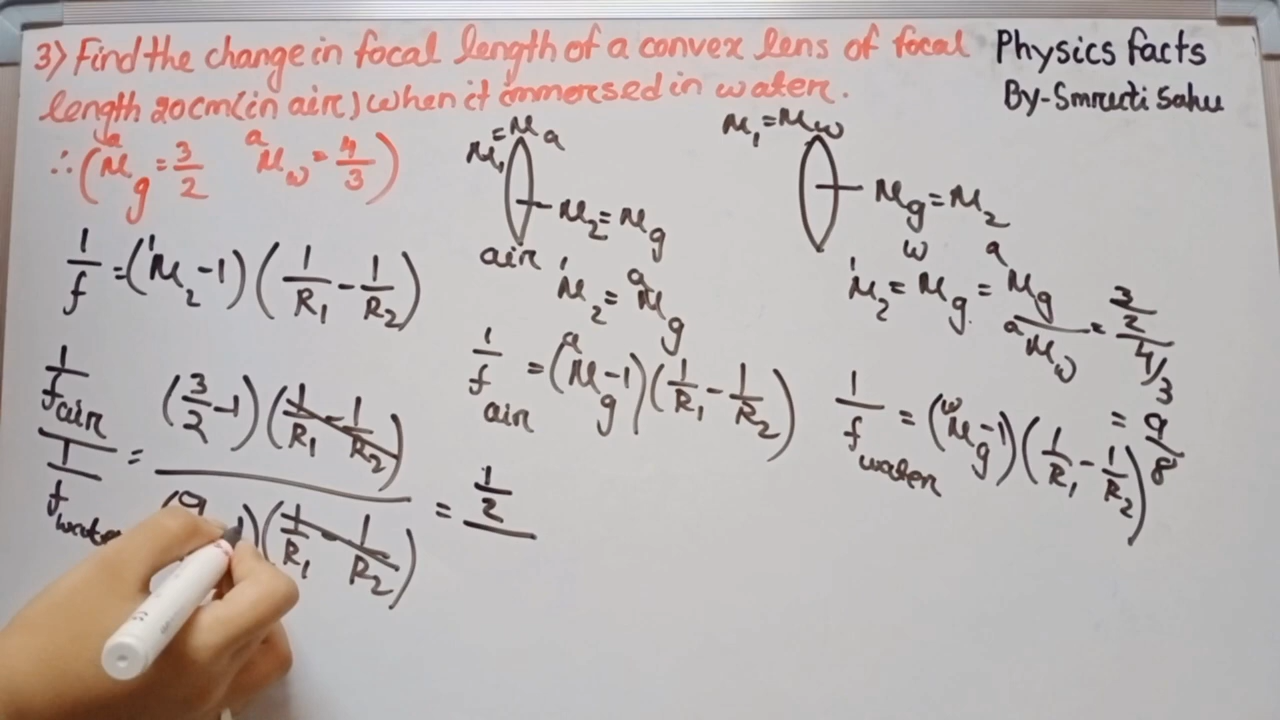 3) Find the change in focal length of a convex lens of focal
length 20cm (in air) when it immersed in water.
Physics facts
By-Smruti Sahu
∴ (ᵃμg = 3/2 ᵃμw = 4/3)
1/f = (¹μ₂ - 1) (1/R₁ - 1/R₂)
μ₁ = μa
μ₂ = μg
air
¹μ₂ = ᵃμg
1/f air = (ᵃμg - 1) (1/R₁ - 1/R₂)
μ₁ = μw
μg = μ₂
¹μ₂ = ʷμg = ᵃμg / ᵃμw = 3/2 / 4/3
= 9/8
1/f water = (ʷμg - 1) (1/R₁ - 1/R₂)
1/f air / 1/f water = (3/2 - 1) (1/R₁ - 1/R₂) / (9 1) (1/R₁ - 1/R₂) = 1/2